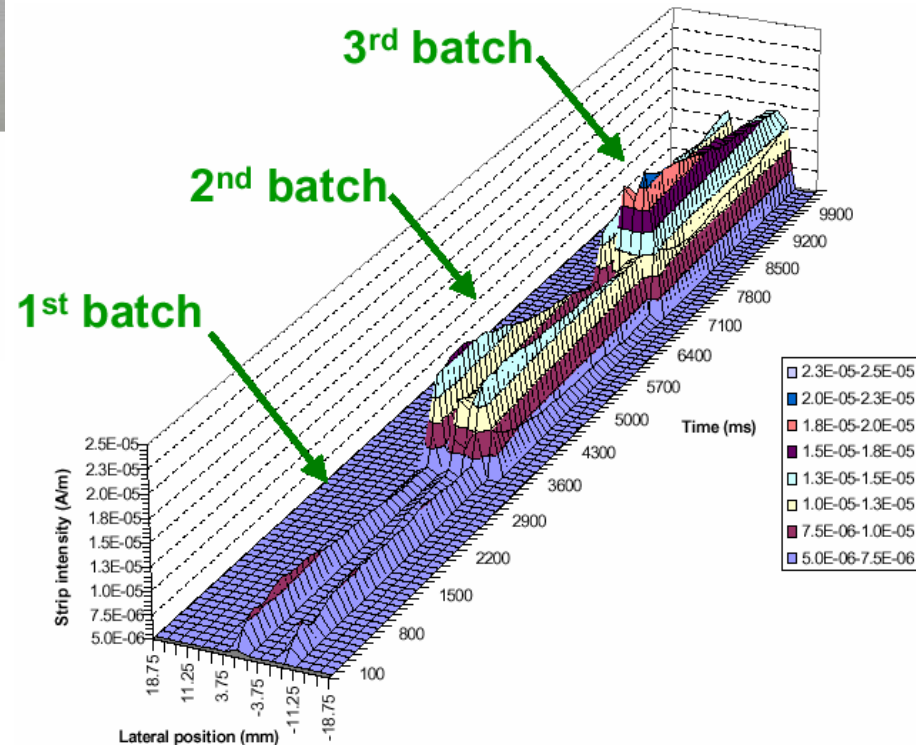 3rd batch
2nd batch
1st batch
2.5E-05
2.3E-05
2.0E-05
1.8E-05
1.5E-05
1.3E-05
1.0E-05
7.5E-06
5.0E-06
Strip intensity (A/m)
18.75
11.25
3.75
-3.75
-11.25
-18.75
Lateral position (mm)
100
800
1500
2200
2900
3600
4300
5000
5700
6400
7100
7800
8500
9200
9900
Time (ms)
2.3E-05-2.5E-05
2.0E-05-2.3E-05
1.8E-05-2.0E-05
1.5E-05-1.8E-05
1.3E-05-1.5E-05
1.0E-05-1.3E-05
7.5E-06-1.0E-05
5.0E-06-7.5E-06